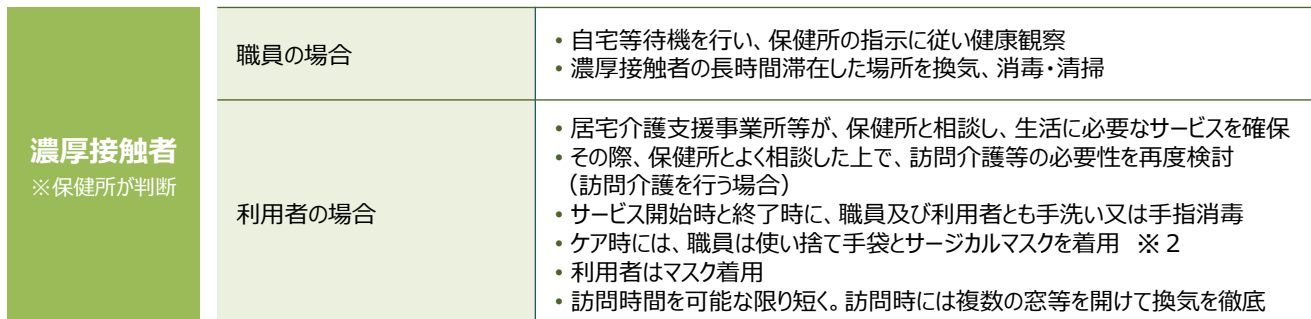 濃厚接触者
※保健所が判断
職員の場合
• 自宅等待機を行い、保健所の指示に従い健康観察
• 濃厚接触者の長時間滞在した場所を換気、消毒・清掃
利用者の場合
• 居宅介護支援事業所等が、保健所と相談し、生活に必要なサービスを確保
• その際、保健所とよく相談した上で、訪問介護等の必要性を再度検討
（訪問介護を行う場合）
• サービス開始時と終了時に、職員及び利用者とも手洗い又は手指消毒
• ケア時には、職員は使い捨て手袋とサージカルマスクを着用　※２
• 利用者はマスク着用
• 訪問時間を可能な限り短く。訪問時には複数の窓等を開けて換気を徹底